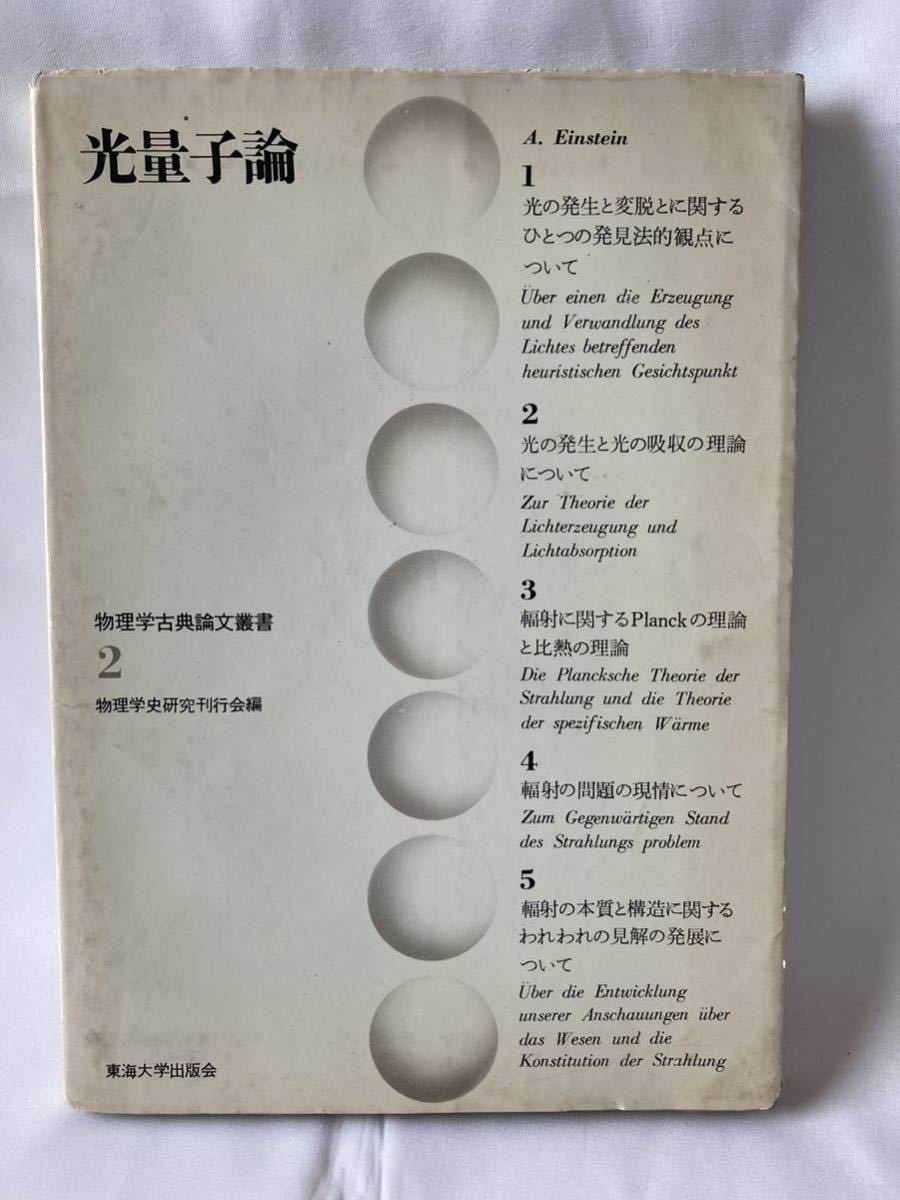 光量子論
物理学古典論文叢書
2
物理学史研究刊行会編
東海大学出版会
A. Einstein
1
光の発生と変脱とに関する
ひとつの発見法的観点に
ついて
Über einen die Erzeugung
und Verwandlung des
Lichtes betreffenden
heuristischen Gesichtspunkt
2
光の発生と光の吸収の理論
について
Zur Theorie der
Lichterzeugung und
Lichtabsorption
3
輻射に関するPlanckの理論
と比熱の理論
Die Plancksche Theorie der
Strahlung und die Theorie
der spezifischen Wärme
4
輻射の問題の現情について
Zum Gegenwärtigen Stand
des Strahlungs problem
5
輻射の本質と構造に関する
われわれの見解の発展に
ついて
Über die Entwicklung
unserer Anschauungen über
das Wesen und die
Konstitution der Strahlung